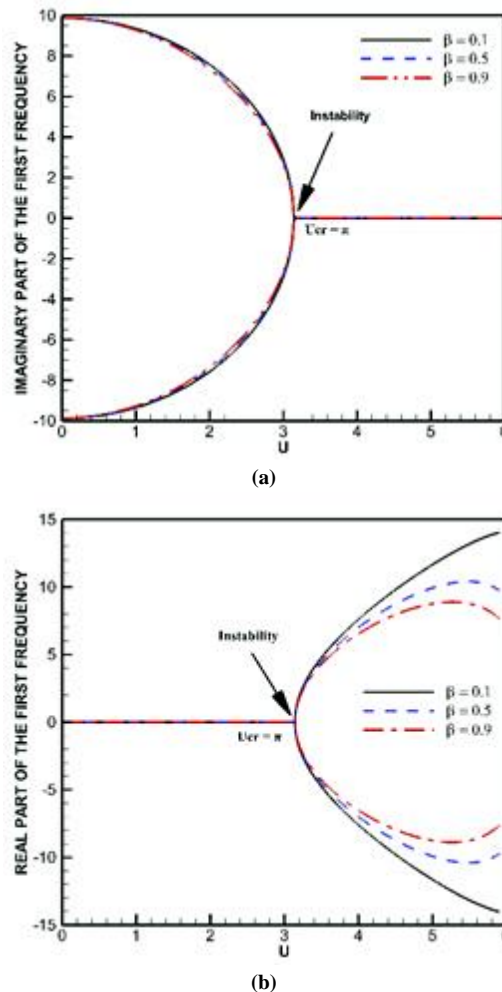 10
8
6
4
2
0
-2
-4
-6
-8
-10
IMAGINARY PART OF THE FIRST FREQUENCY
β = 0.1
β = 0.5
β = 0.9
Instability
Ucr = π
0 1 2 3 4 5
U
(a)
15
10
5
0
-5
-10
-15
REAL PART OF THE FIRST FREQUENCY
Instability
Ucr = π
β = 0.1
β = 0.5
β = 0.9
0 1 2 3 4 5
U
(b)